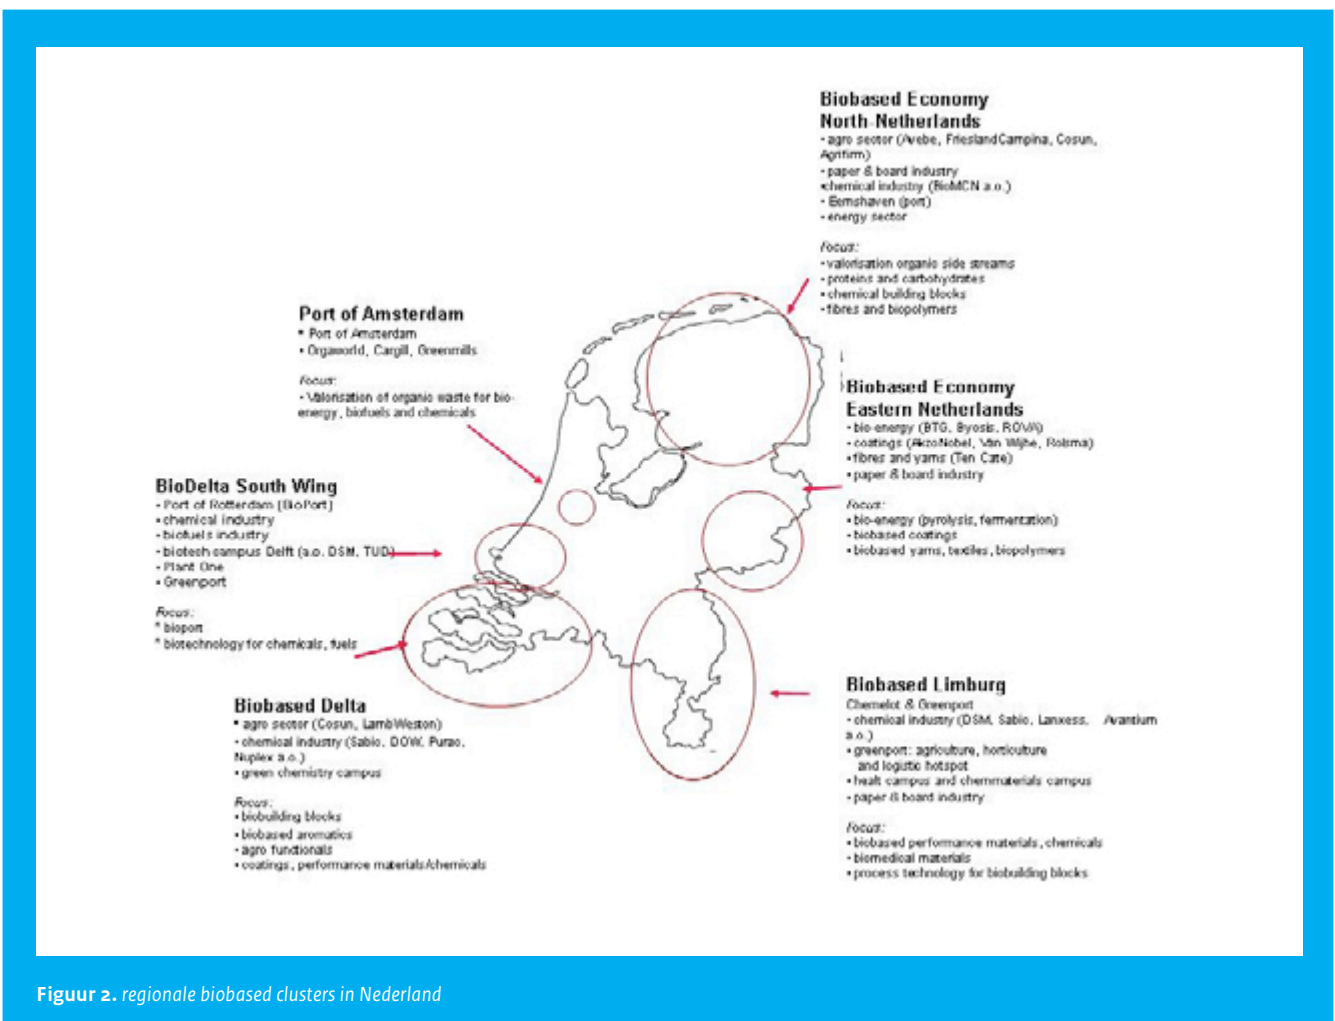 Biobased Economy
North-Netherlands
• agro sector (Avebe, FrieslandCampina, Cosun,
Agrifirm)
• paper & board industry
• chemical industry (BioMCN a.o.)
• Eemshaven (port)
• energy sector
Focus:
• valorisation organic side streams
• proteins and carbohydrates
• chemical building blocks
• fibres and biopolymers
Port of Amsterdam
• Port of Amsterdam
• Orgaworld, Cargill, Greenmills
Focus:
• Valorisation of organic waste for bio-
energy, biofuels and chemicals
Biobased Economy
Eastern Netherlands
• bio-energy (BTG, Byosis, ROVA)
• coatings (AkzoNobel, Van Wijhe, Rolsma)
• fibres and yarns (Ten Cate)
• paper & board industry
Focus:
• bio-energy (pyrolysis, fermentation)
• biobased coatings
• biobased yarns, textiles, biopolymers
BioDelta South Wing
• Port of Rotterdam (BioPort)
• chemical industry
• biofuels industry
• biotech campus Delft (a.o. DSM, TUD)
• Plant One
• Greenport
Focus:
* bioport
* biotechnology for chemicals, fuels
Biobased Delta
• agro sector (Cosun, LambWeston)
• chemical industry (Sabic, DOW, Purac,
Nuplex a.o.)
• green chemistry campus
Focus:
• biobuilding blocks
• biobased aromatics
• agro functionals
• coatings, performance materials/chemicals
Biobased Limburg
Chemelot & Greenport
• chemical industry (DSM, Sabic, Lanxess, Avantium
a.o.)
• greenport: agriculture, horticulture
and logistic hotspot
• healt campus and chemmaterials campus
• paper & board industry
Focus:
• biobased performance materials, chemicals
• biomedical materials
• process technology for biobuilding blocks
Figuur 2. regionale biobased clusters in Nederland